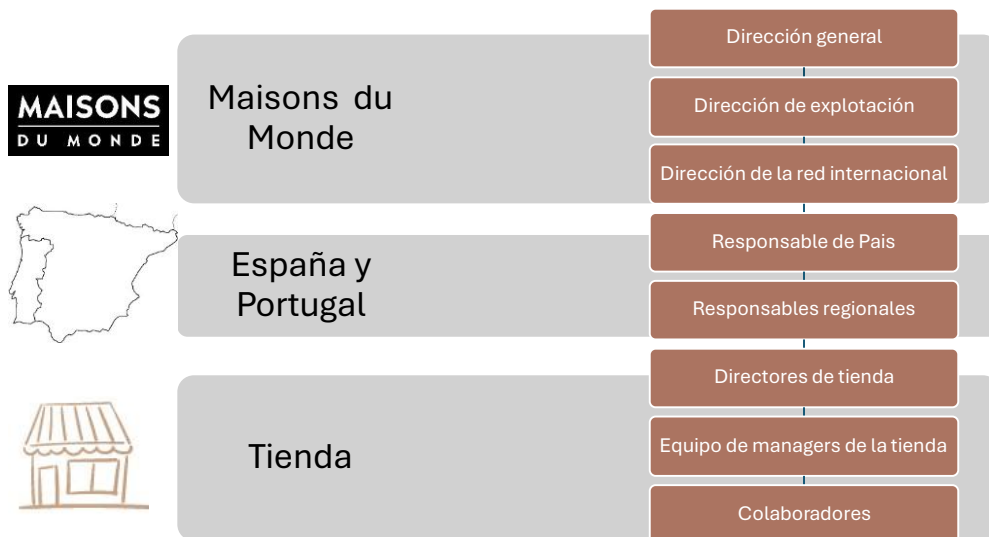 MAISONS
DU MONDE
Maisons du
Monde
Dirección general
Dirección de explotación
Dirección de la red internacional
España y
Portugal
Responsable de Pais
Responsables regionales
Tienda
Directores de tienda
Equipo de managers de la tienda
Colaboradores